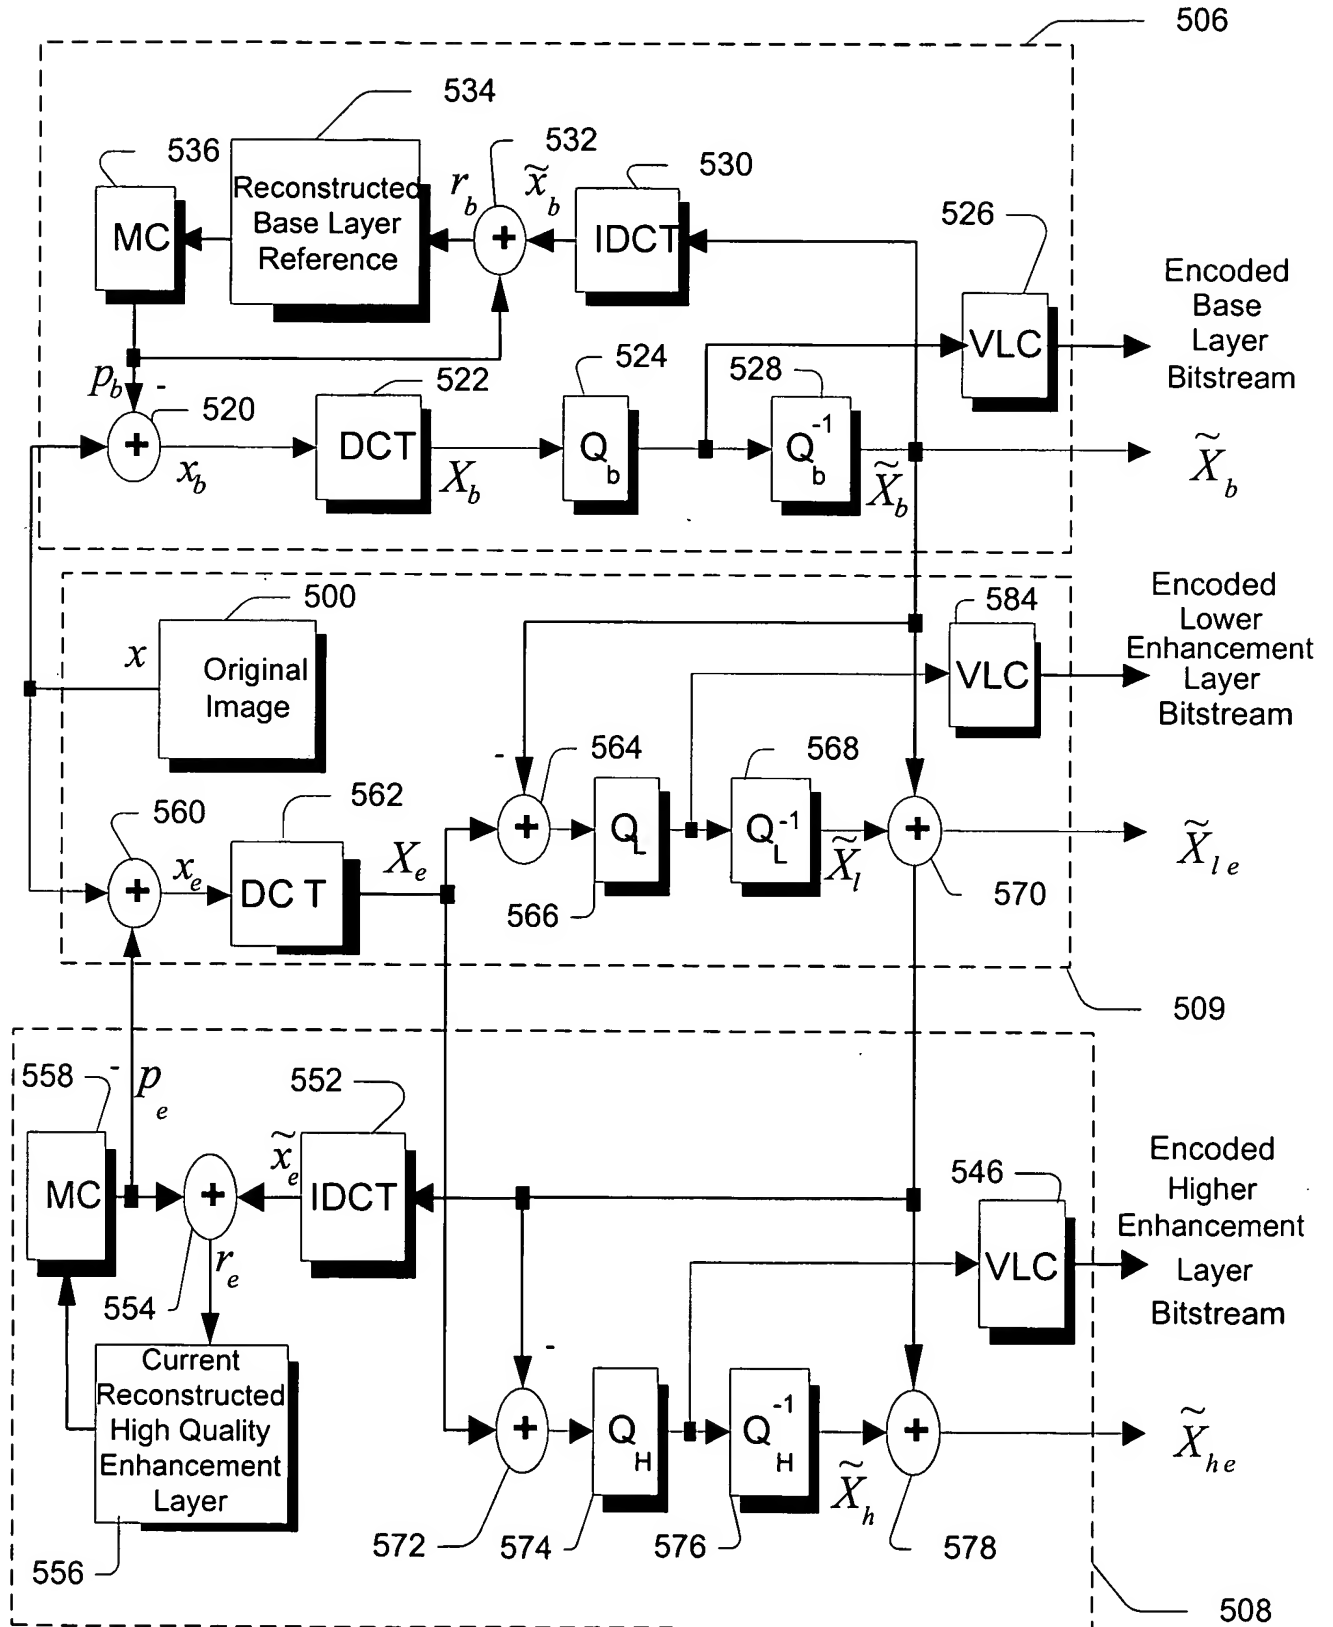 506
534
536
532
530
526
r_b
x̃_b
Reconstructed
Base Layer
Reference
MC
+
IDCT
VLC
Encoded
Base
Layer
Bitstream
p_b
-
520
522
524
528
+
DCT
Q_b
Q_b^-1
x_b
X_b
X̃_b
X̃_b
500
x
Original
Image
584
VLC
Encoded
Lower
Enhancement
Layer
Bitstream
560
562
-
564
568
+
x_e
DCT
X_e
+
Q_L
Q_L^-1
X̃_l
+
X̃_le
566
570
509
558
-
p_e
552
x̃_e
MC
+
IDCT
546
VLC
Encoded
Higher
Enhancement
Layer
Bitstream
554
r_e
Current
Reconstructed
High Quality
Enhancement
Layer
-
+
Q_H
Q_H^-1
X̃_h
+
X̃_he
556
572
574
576
578
508